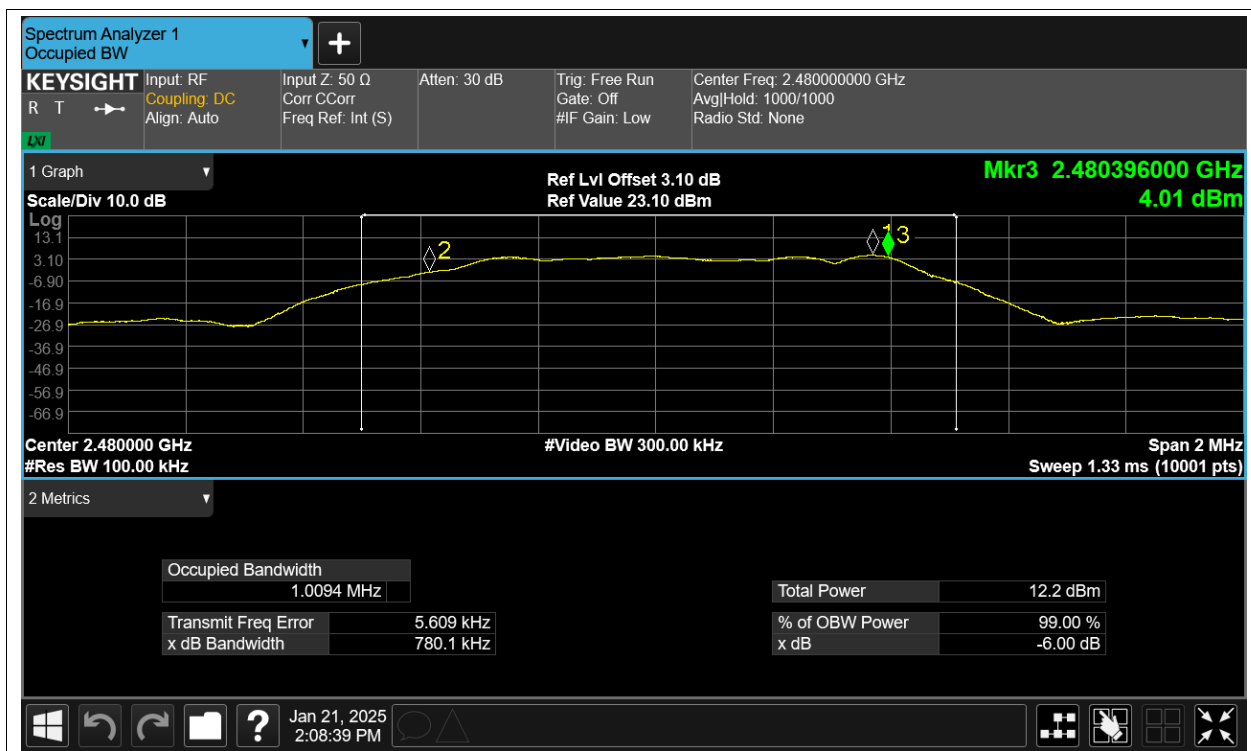 Spectrum Analyzer 1
Occupied BW
KEYSIGHT
R T
LXI
Input: RF
Coupling: DC
Align: Auto
Input Z: 50 Ω
Corr CCorr
Freq Ref: Int (S)
Atten: 30 dB
Trig: Free Run
Gate: Off
#IF Gain: Low
Center Freq: 2.480000000 GHz
Avg|Hold: 1000/1000
Radio Std: None
1 Graph
Scale/Div 10.0 dB
Ref Lvl Offset 3.10 dB
Ref Value 23.10 dBm
Mkr3 2.480396000 GHz
4.01 dBm
Log
13.1
3.10
-6.90
-16.9
-26.9
-36.9
-46.9
-56.9
-66.9
2
1
3
Center 2.480000 GHz
#Res BW 100.00 kHz
#Video BW 300.00 kHz
Span 2 MHz
Sweep 1.33 ms (10001 pts)
2 Metrics
Occupied Bandwidth
1.0094 MHz
Transmit Freq Error 5.609 kHz
x dB Bandwidth 780.1 kHz
Total Power 12.2 dBm
% of OBW Power 99.00 %
x dB -6.00 dB
?
Jan 21, 2025
2:08:39 PM